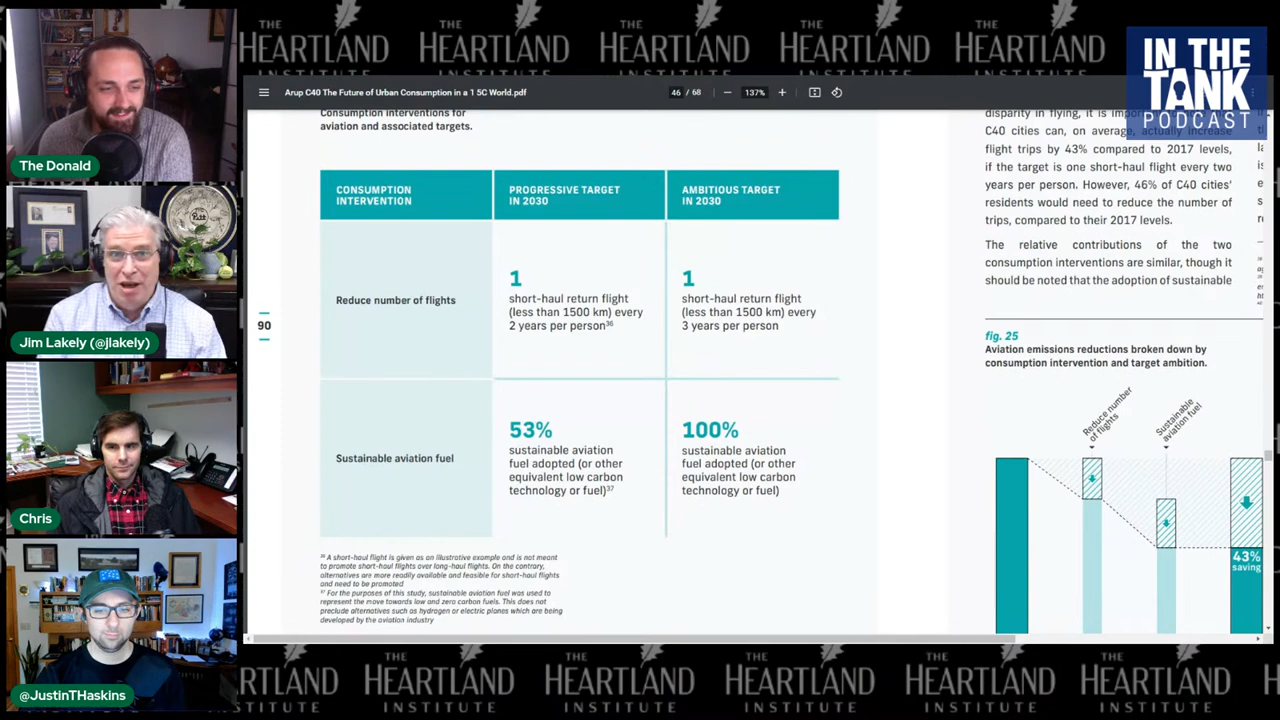 THE
HEARTLAND
INSTITUTE
IN THE
TANK
PODCAST
The Donald
Jim Lakely (@jlakely)
Chris
@JustinTHaskins
Arup C40 The Future of Urban Consumption in a 1 5C World.pdf
46 / 68
137%
Consumption interventions for
aviation and associated targets.
CONSUMPTION
INTERVENTION
PROGRESSIVE TARGET
IN 2030
AMBITIOUS TARGET
IN 2030
Reduce number of flights
1
short-haul return flight
(less than 1500 km) every
2 years per person³⁶
1
short-haul return flight
(less than 1500 km) every
3 years per person
90
Sustainable aviation fuel
53%
sustainable aviation
fuel adopted (or other
equivalent low carbon
technology or fuel)³⁷
100%
sustainable aviation
fuel adopted (or other
equivalent low carbon
technology or fuel)
³⁶ A short-haul flight is given as an illustrative example and is not meant
to promote short-haul flights over long-haul flights. On the contrary,
alternatives are more readily available and feasible for short-haul flights
and need to be promoted
³⁷ For the purposes of this study, sustainable aviation fuel was used to
represent the move towards low and zero carbon fuels. This does not
preclude alternatives such as hydrogen or electric planes which are being
developed by the aviation industry
disparity in flying, it is
C40 cities can, on average, actually increase
flight trips by 43% compared to 2017 levels,
if the target is one short-haul flight every two
years per person. However, 46% of C40 cities'
residents would need to reduce the number of
trips, compared to their 2017 levels.
The relative contributions of the two
consumption interventions are similar, though it
should be noted that the adoption of sustainable
fig. 25
Aviation emissions reductions broken down by
consumption intervention and target ambition.
Reduce number
of flights
Sustainable
aviation fuel
43%
saving
THE
HEARTLAND
INSTITUTE